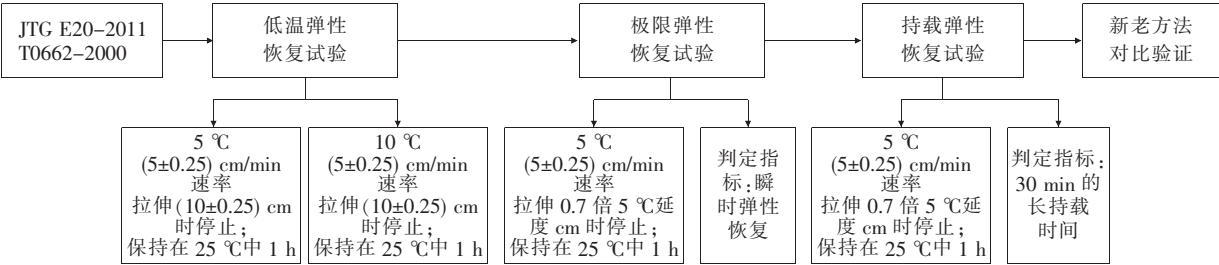 JTG E20-2011
T0662-2000
低温弹性
恢复试验
极限弹性
恢复试验
持载弹性
恢复试验
新老方法
对比验证
5 ℃
(5±0.25) cm/min
速率
拉伸(10±0.25) cm
时停止；
保持在 25 ℃中 1 h
10 ℃
(5±0.25) cm/min
速率
拉伸(10±0.25) cm
时停止；
保持在 25 ℃中 1 h
5 ℃
(5±0.25) cm/min
速率
拉伸 0.7 倍 5 ℃延
度 cm 时停止；
保持在 25 ℃中 1 h
判定指
标：瞬
时弹性
恢复
5 ℃
(5±0.25) cm/min
速率
拉伸 0.7 倍 5 ℃延
度 cm 时停止；
保持在 25 ℃中 1 h
判定指标：
30 min 的
长持载
时间